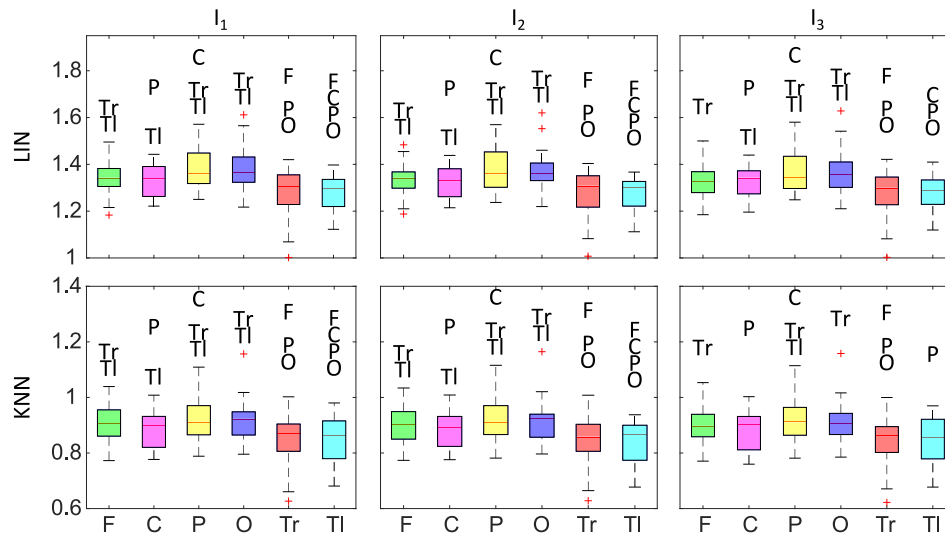 I1 I2 I3
LIN
1.8
1.6
1.4
1.2
1
Tr Tl
P Tl
C Tr Tl
Tr Tl
F P O
F C P O
Tr Tl
P Tl
C Tr Tl
Tr Tl
F P O
F C P O
Tr
P Tl
C Tr Tl
Tr Tl
F P O
C P O
KNN
1.4
1.2
1
0.8
0.6
Tr Tl
P Tl
C Tr Tl
Tr Tl
F P O
F C P O
Tr Tl
P Tl
C Tr Tl
Tr Tl
F P O
F C P O
Tr
P
C Tr Tl
Tr
F P O
P
F C P O Tr Tl
F C P O Tr Tl
F C P O Tr Tl